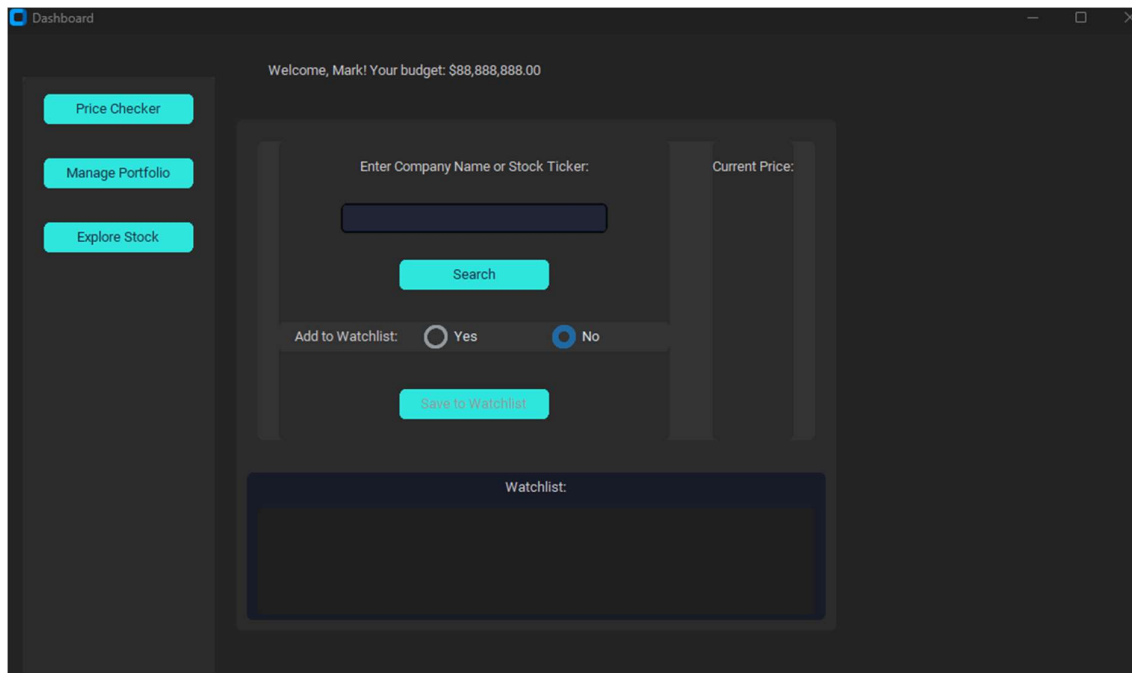 Dashboard
Welcome, Mark! Your budget: $88,888,888.00
Price Checker
Manage Portfolio
Explore Stock
Enter Company Name or Stock Ticker:
Current Price:
Search
Add to Watchlist: Yes No
Save to Watchlist
Watchlist: